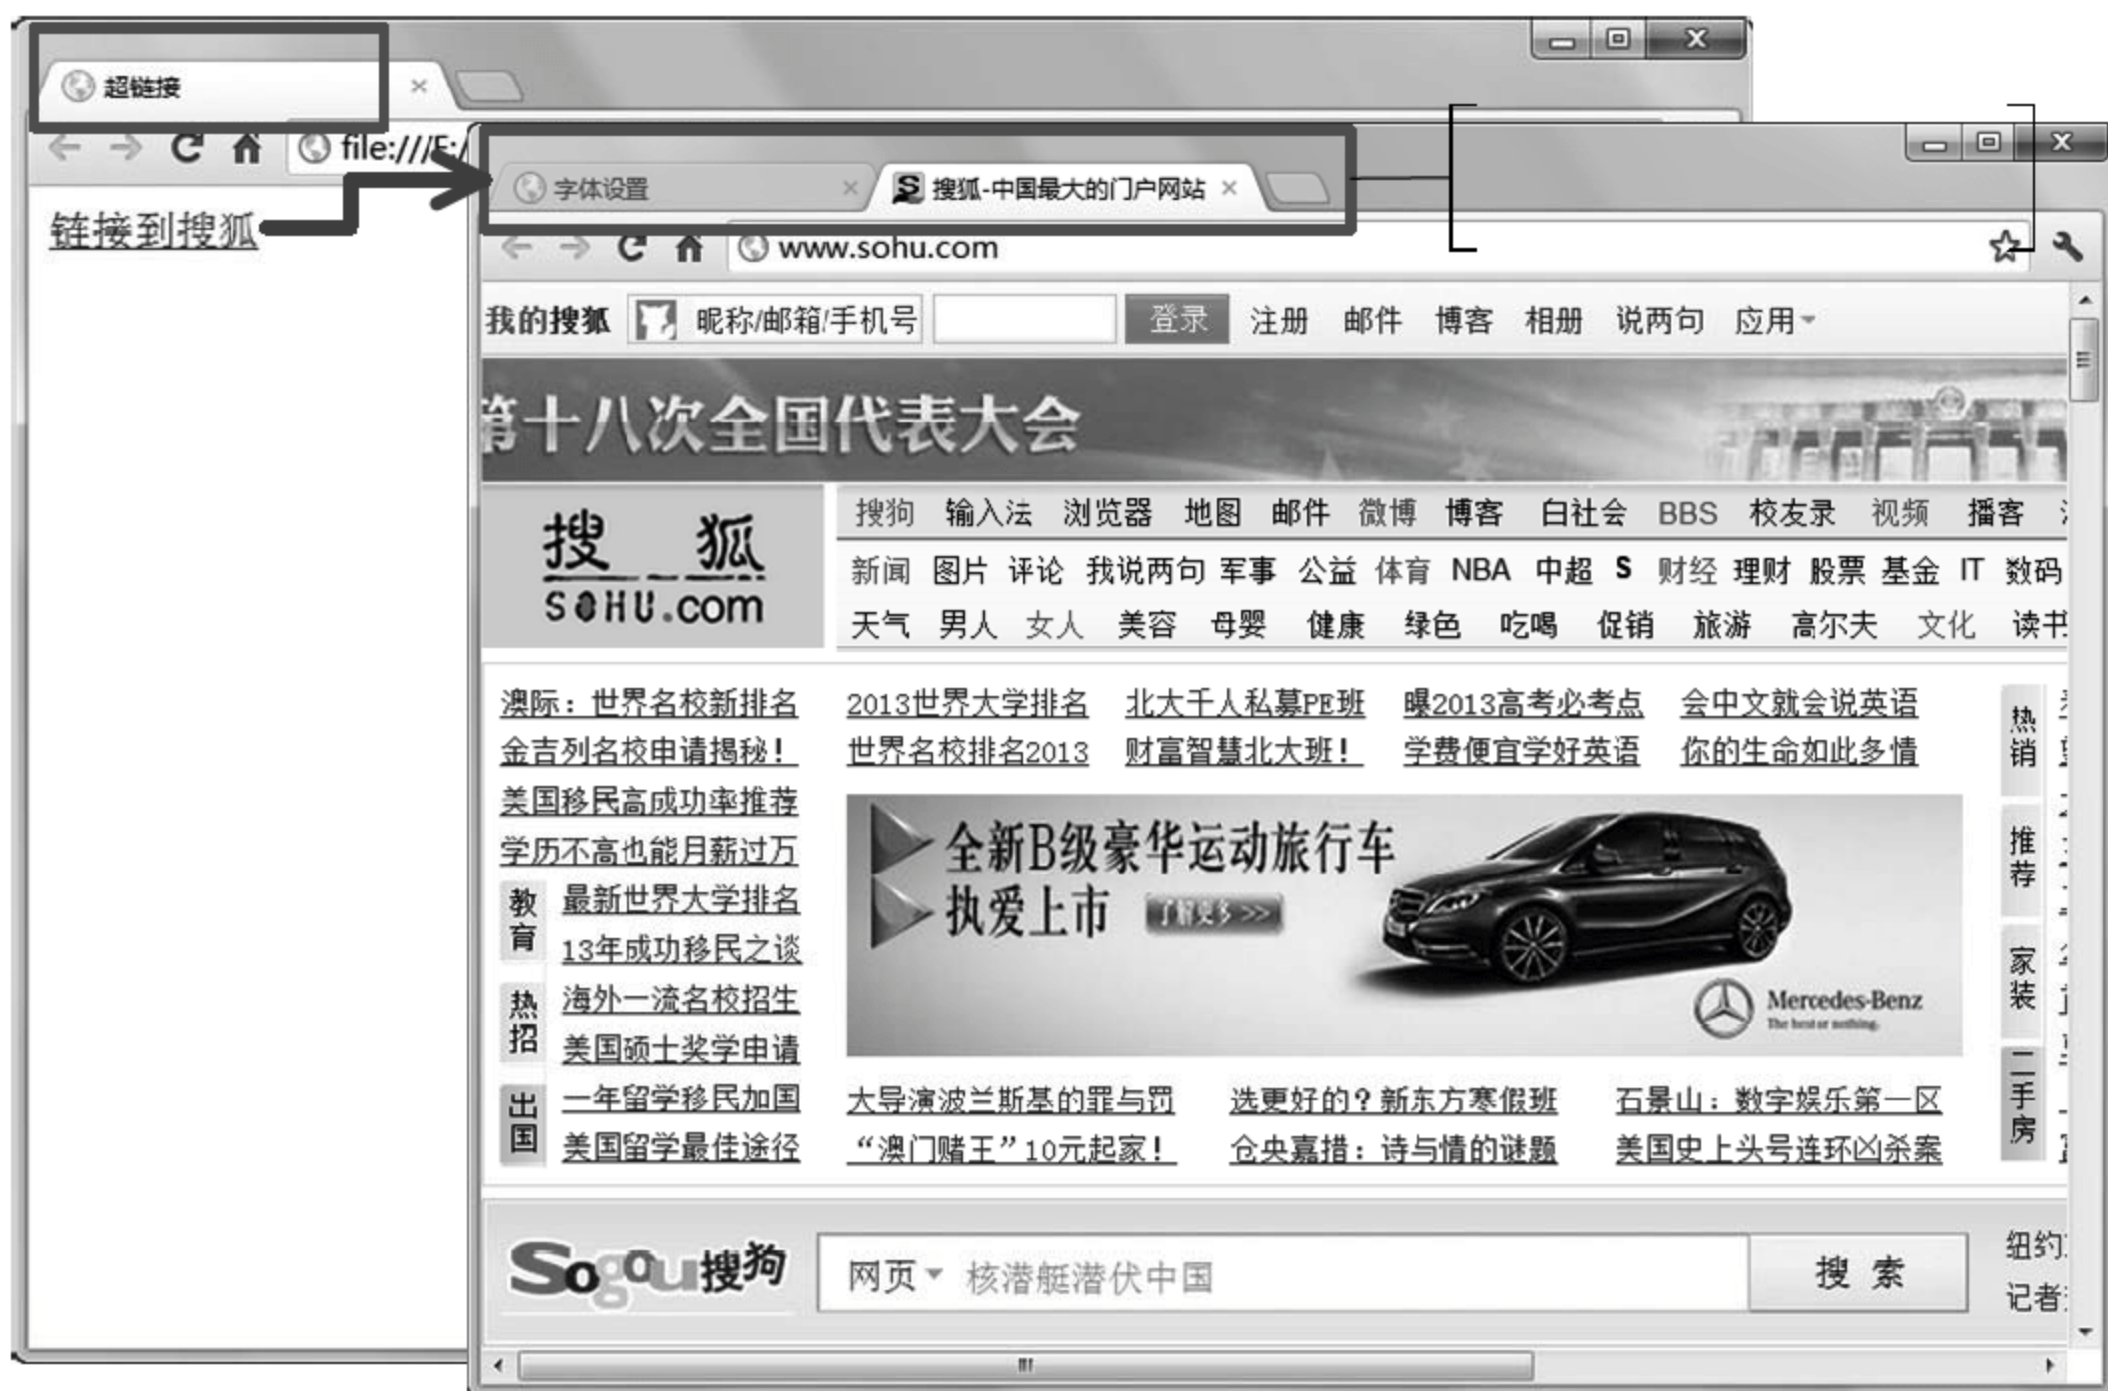 超链接
file:///F:/
链接到搜狐
字体设置
搜狐-中国最大的门户网站
www.sohu.com
我的搜狐 昵称/邮箱/手机号 登录 注册 邮件 博客 相册 说两句 应用
第十八次全国代表大会
搜狐
SOHU.com
搜狗 输入法 浏览器 地图 邮件 微博 博客 白社会 BBS 校友录 视频 播客
新闻 图片 评论 我说两句 军事 公益 体育 NBA 中超 S 财经 理财 股票 基金 IT 数码
天气 男人 女人 美容 母婴 健康 绿色 吃喝 促销 旅游 高尔夫 文化 读书
澳际：世界名校新排名 2013世界大学排名 北大千人私募PE班 曝2013高考必考点 会中文就会说英语
金吉列名校申请揭秘！ 世界名校排名2013 财富智慧北大班！ 学费便宜学好英语 你的生命如此多情
热销
美国移民高成功率推荐
学历不高也能月薪过万
教育
最新世界大学排名
13年成功移民之谈
热招
海外一流名校招生
美国硕士奖学申请
出国
一年留学移民加国
美国留学最佳途径
全新B级豪华运动旅行车
执爱上市 了解更多>>
Mercedes-Benz
The best or nothing.
推荐
家装
二手房
大导演波兰斯基的罪与罚 选更好的？新东方寒假班 石景山：数字娱乐第一区
“澳门赌王”10元起家！ 仓央嘉措：诗与情的谜题 美国史上头号连环凶杀案
Sogou搜狗 网页 核潜艇潜伏中国 搜索
纽约
记者